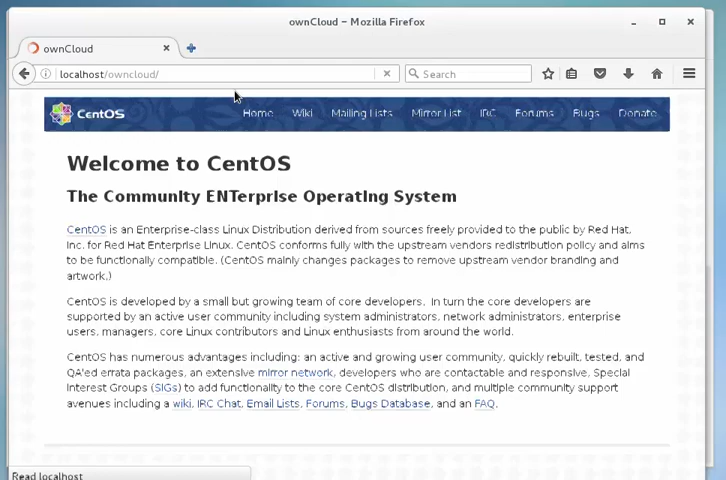 ownCloud - Mozilla Firefox
ownCloud
localhost/owncloud/
Search
CentOS
Home Wiki Mailing Lists Mirror List IRC Forums Bugs Donate
Welcome to CentOS
The Community ENTerprise Operating System
CentOS is an Enterprise-class Linux Distribution derived from sources freely provided to the public by Red Hat,
Inc. for Red Hat Enterprise Linux. CentOS conforms fully with the upstream vendors redistribution policy and aims
to be functionally compatible. (CentOS mainly changes packages to remove upstream vendor branding and
artwork.)
CentOS is developed by a small but growing team of core developers. In turn the core developers are
supported by an active user community including system administrators, network administrators, enterprise
users, managers, core Linux contributors and Linux enthusiasts from around the world.
CentOS has numerous advantages including: an active and growing user community, quickly rebuilt, tested, and
QA'ed errata packages, an extensive mirror network, developers who are contactable and responsive, Special
Interest Groups (SIGs) to add functionality to the core CentOS distribution, and multiple community support
avenues including a wiki, IRC Chat, Email Lists, Forums, Bugs Database, and an FAQ.
Read localhost